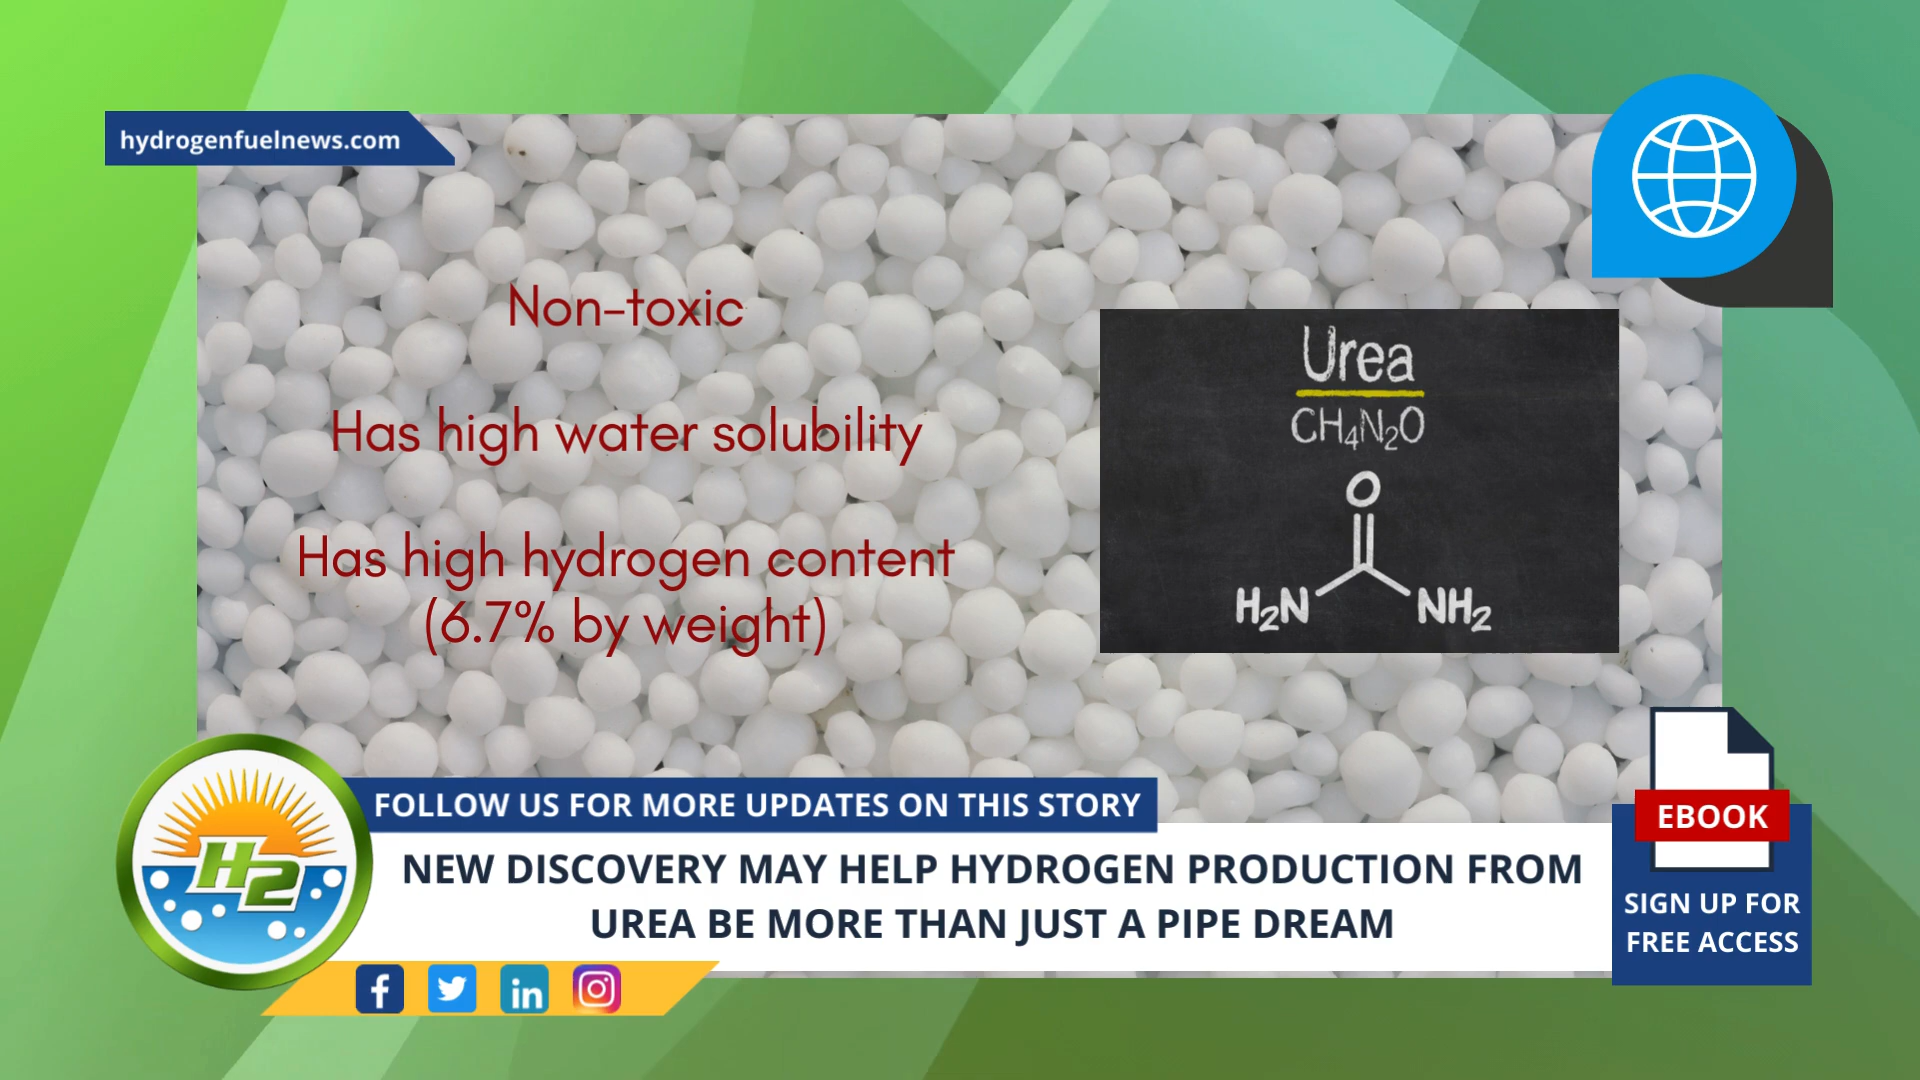 hydrogenfuelnews.com
Non-toxic
Has high water solubility
Has high hydrogen content
(6.7% by weight)
Urea
CH₄N₂O
O
H₂N NH₂
H2
FOLLOW US FOR MORE UPDATES ON THIS STORY
NEW DISCOVERY MAY HELP HYDROGEN PRODUCTION FROM
UREA BE MORE THAN JUST A PIPE DREAM
EBOOK
SIGN UP FOR
FREE ACCESS